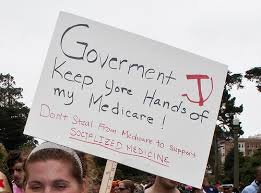 Goverment
Keep Yore Hands of
my Medicare!
Don't Steal From Medicare to Support
SOCIALIZED MEDICINE